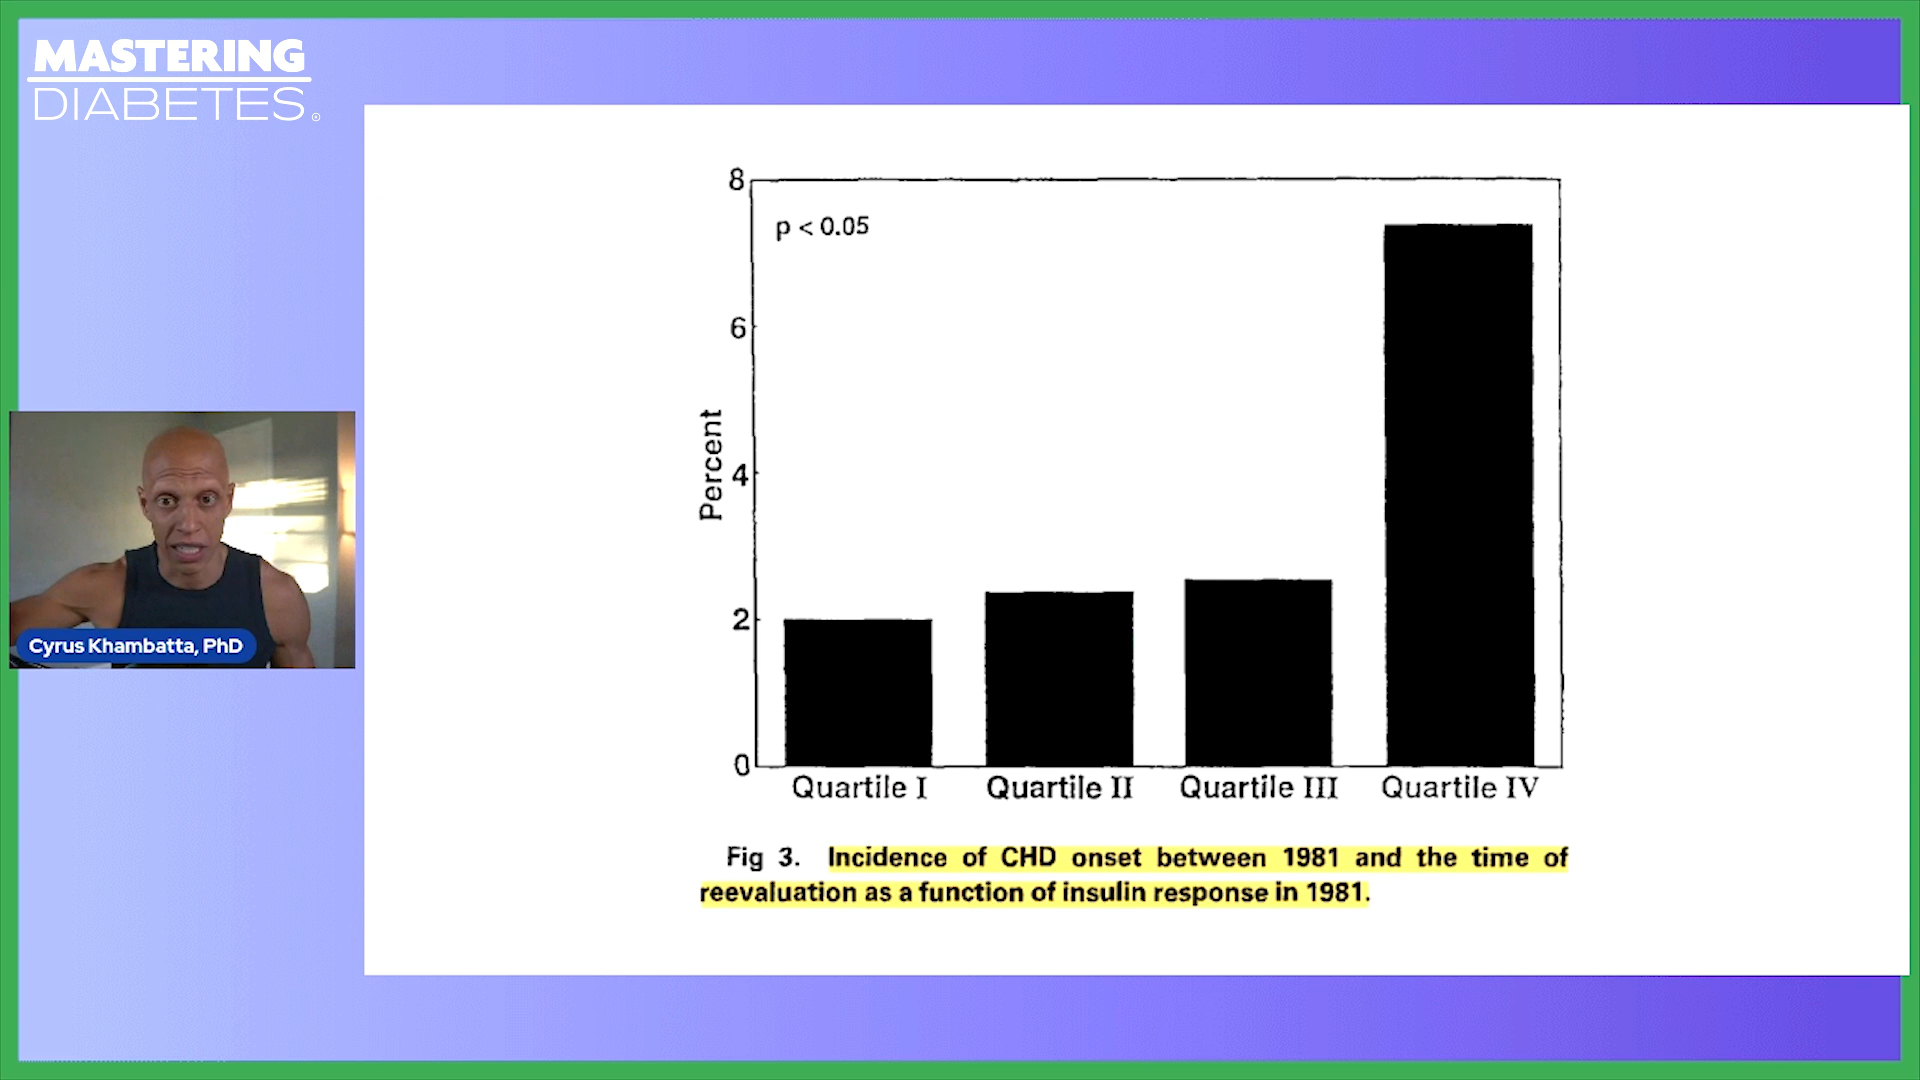 MASTERING
DIABETES®
8
p < 0.05
6
4
2
0
Percent
Quartile I
Quartile II
Quartile III
Quartile IV
Fig 3. Incidence of CHD onset between 1981 and the time of
reevaluation as a function of insulin response in 1981.
Cyrus Khambatta, PhD